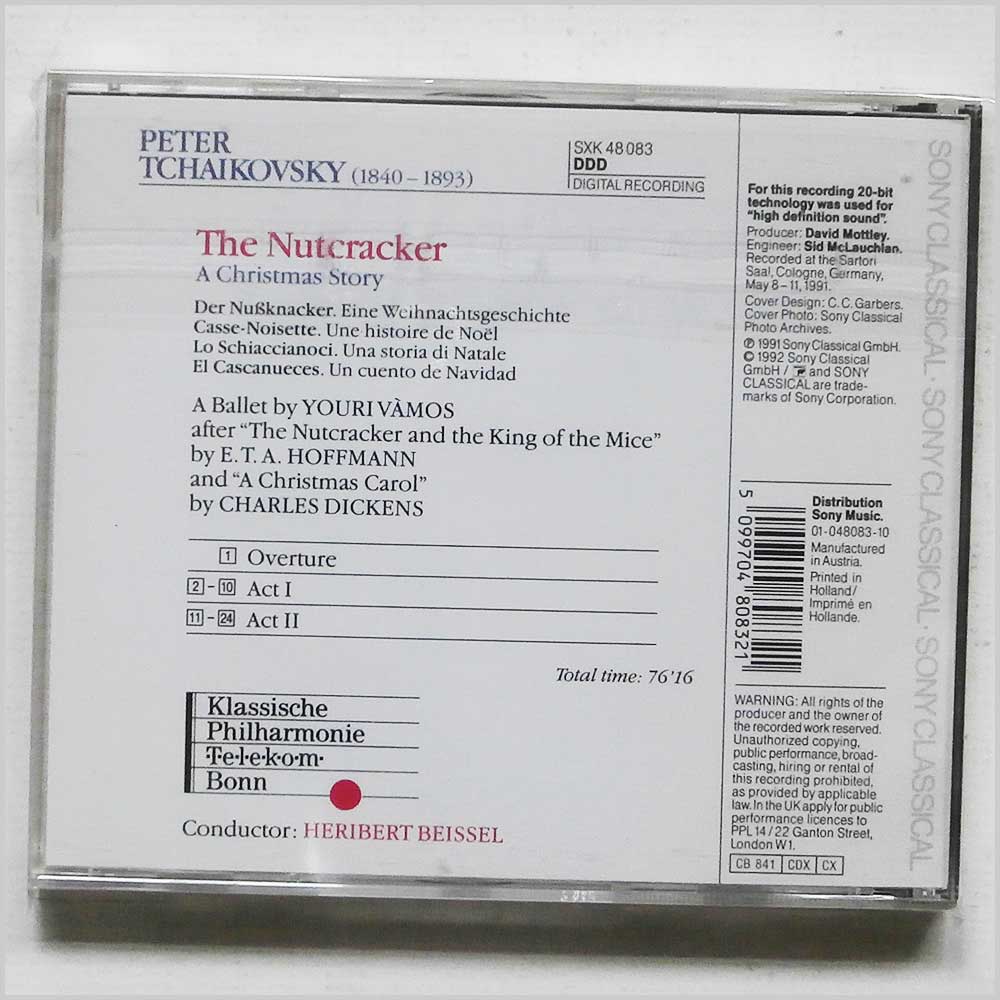 PETER
TCHAIKOVSKY (1840–1893)
SXK 48 083
DDD
DIGITAL RECORDING
The Nutcracker
A Christmas Story
Der Nußknacker. Eine Weihnachtsgeschichte
Casse-Noisette. Une histoire de Noël
Lo Schiaccianoci. Una storia di Natale
El Cascanueces. Un cuento de Navidad
A Ballet by YOURI VÀMOS
after “The Nutcracker and the King of the Mice”
by E. T. A. HOFFMANN
and “A Christmas Carol”
by CHARLES DICKENS
1 Overture
2 – 10 Act I
11 – 24 Act II
Total time: 76'16
Klassische
Philharmonie
·T·e·l·e·k·o·m·
Bonn
Conductor: HERIBERT BEISSEL
For this recording 20-bit
technology was used for
“high definition sound”.
Producer: David Mottley.
Engineer: Sid McLauchlan.
Recorded at the Sartori
Saal, Cologne, Germany,
May 8–11, 1991.
Cover Design: C. C. Garbers.
Cover Photo: Sony Classical
Photo Archives.
℗ 1991 Sony Classical GmbH.
© 1992 Sony Classical
GmbH / and SONY
CLASSICAL are trade-
marks of Sony Corporation.
5 099704 808321
Distribution
Sony Music.
01-048083-10
Manufactured
in Austria.
Printed in
Holland/
Imprimé en
Hollande.
WARNING: All rights of the
producer and the owner of
the recorded work reserved.
Unauthorized copying,
public performance, broad-
casting, hiring or rental of
this recording prohibited,
as provided by applicable
law. In the UK apply for public
performance licences to
PPL 14 / 22 Ganton Street,
London W1.
CB 841 CDX CX
SONY CLASSICAL · SONY CLASSICAL · SONY CLASSICAL